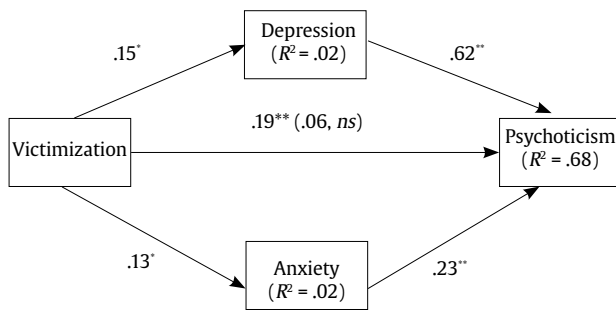 Depression
(R² = .02)
.15*
.62**
.19** (.06, ns)
Victimization
Psychoticism
(R² = .68)
.13*
.23**
Anxiety
(R² = .02)